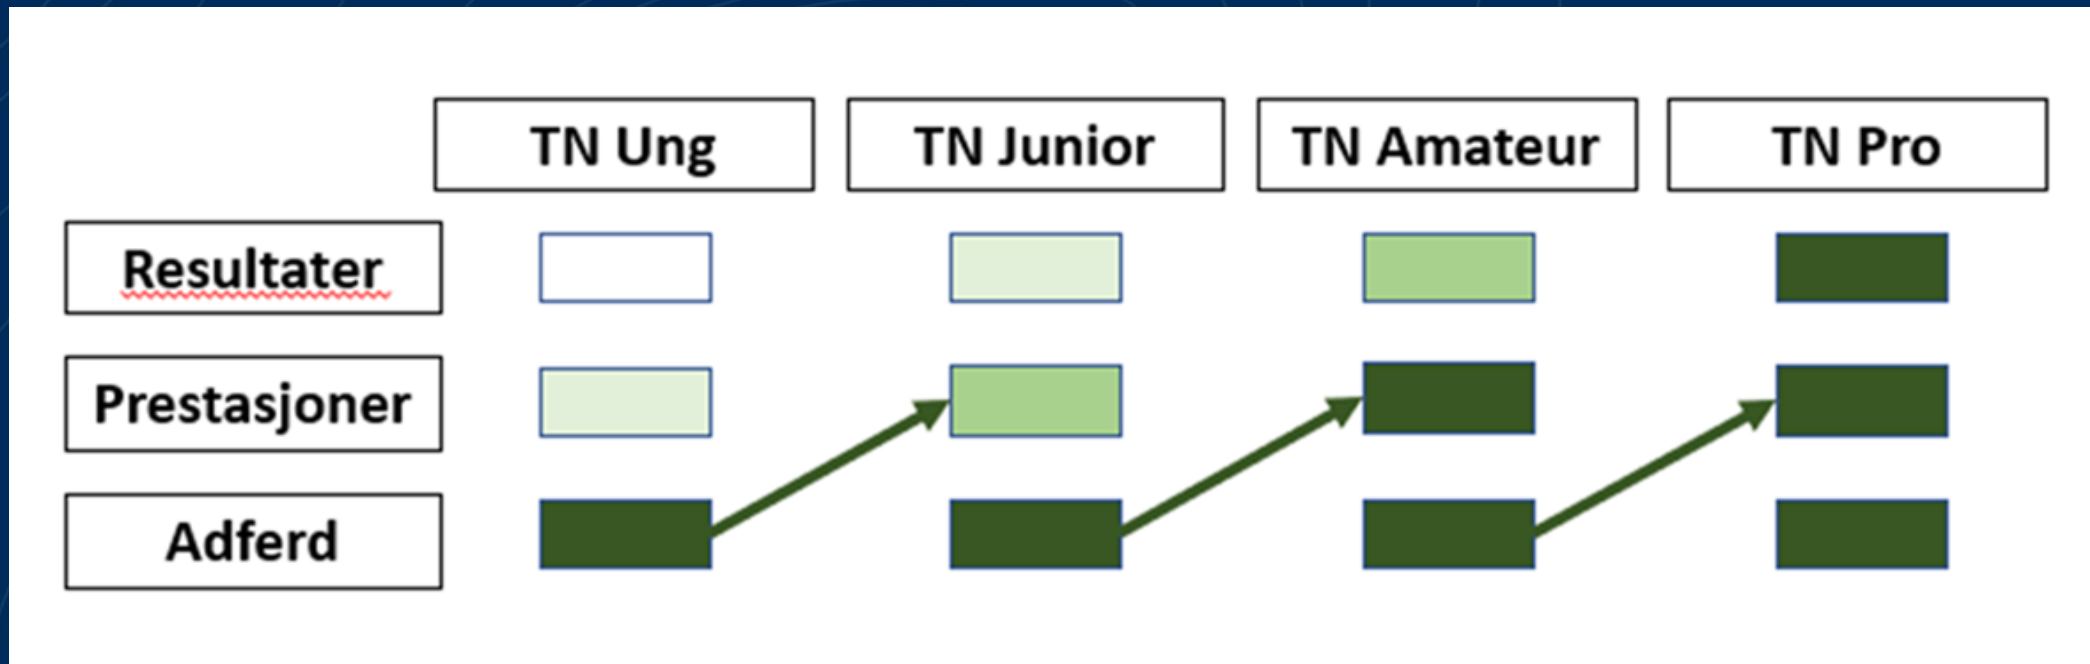 TN Ung
TN Junior
TN Amateur
TN Pro
Resultater
Prestasjoner
Adferd